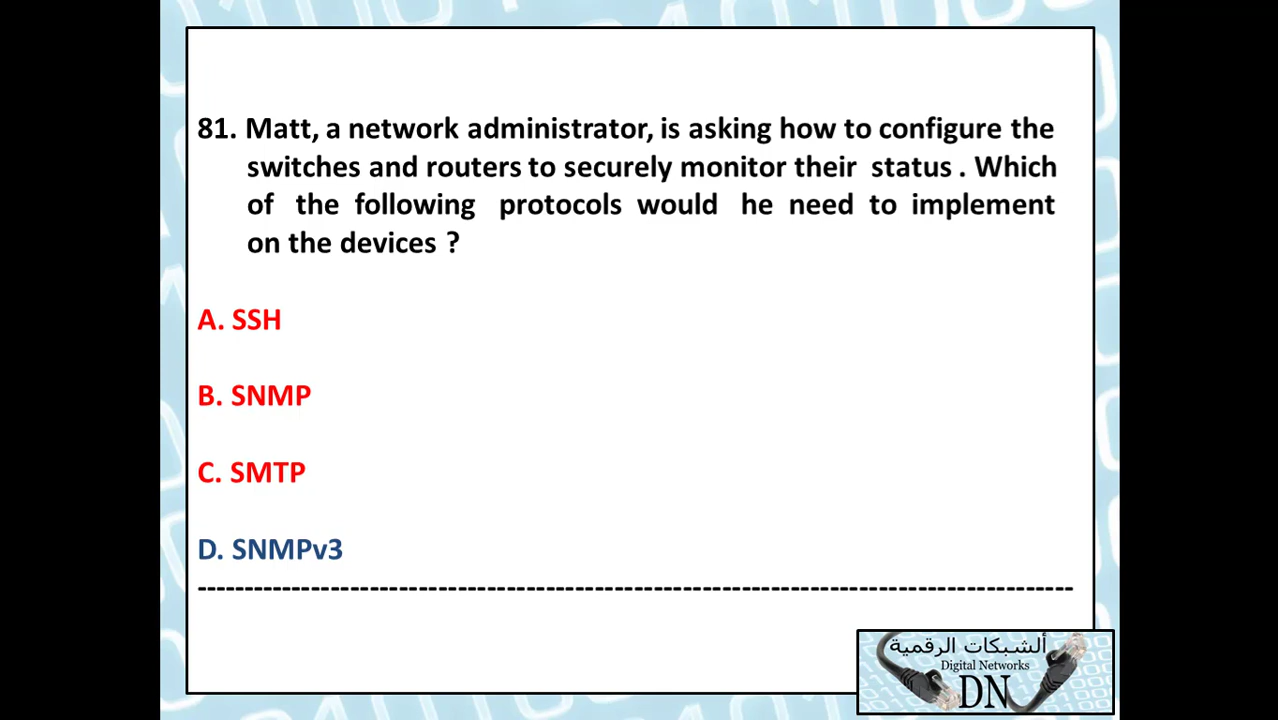 81. Matt, a network administrator, is asking how to configure the
switches and routers to securely monitor their status . Which
of the following protocols would he need to implement
on the devices ?
A. SSH
B. SNMP
C. SMTP
D. SNMPv3
---------------------------------------------------------------------------------------------
ألشبكات الرقمية
Digital Networks
DN